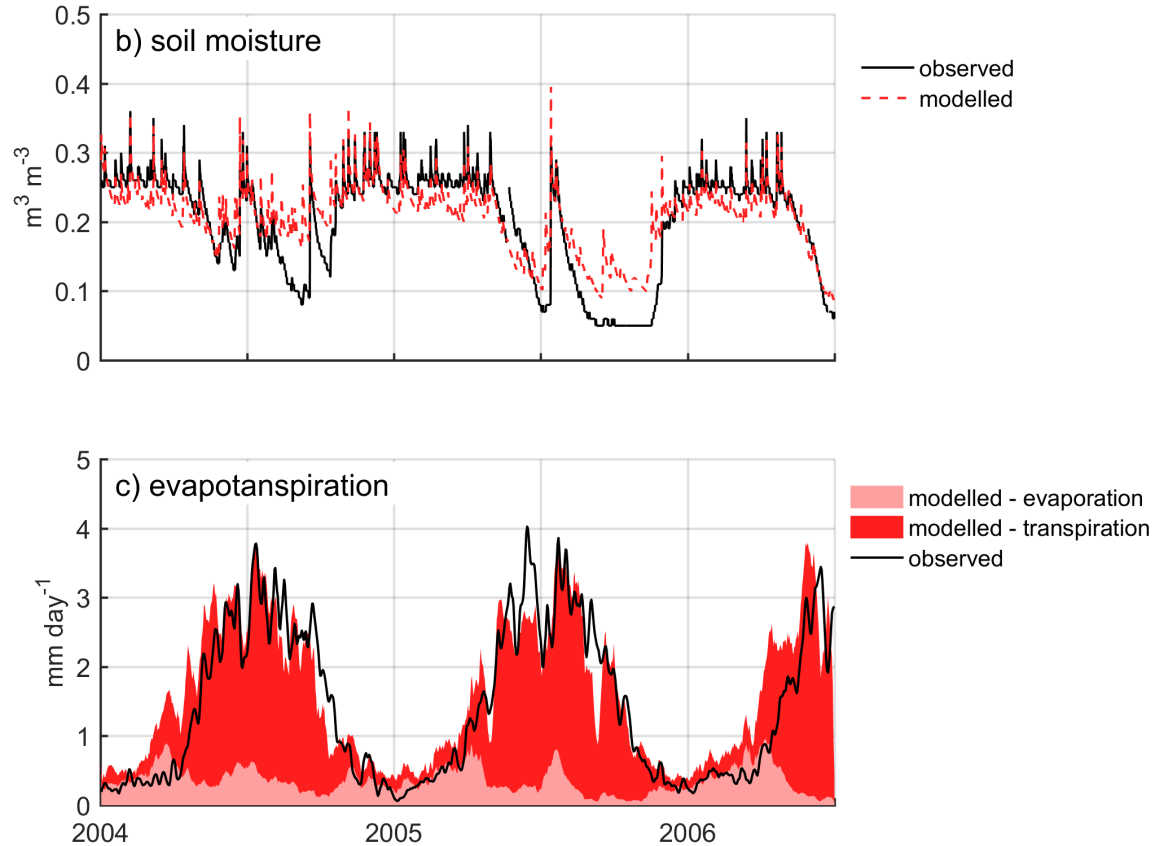 0.5
b) soil moisture
0.4
0.3
0.2
0.1
0
m³ m⁻³
observed
modelled
5
c) evapotanspiration
4
3
2
1
0
mm day⁻¹
modelled - evaporation
modelled - transpiration
observed
2004
2005
2006